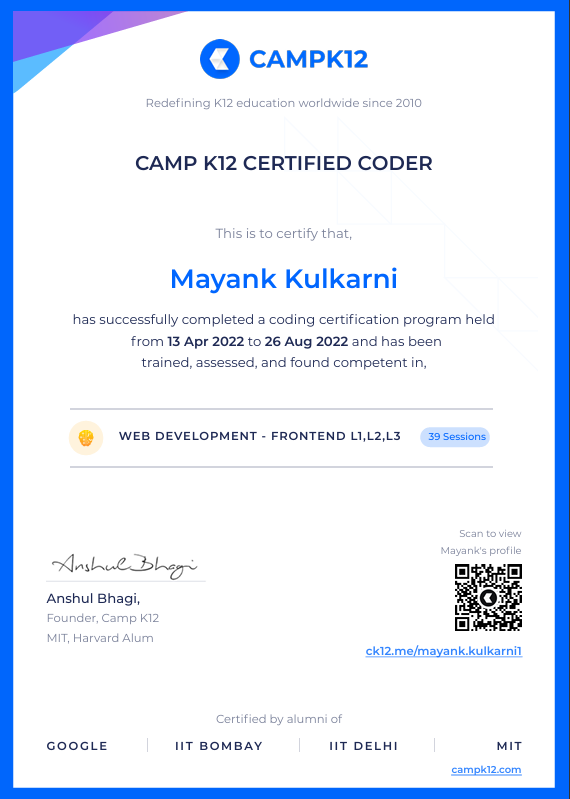 CAMPK12
Redefining K12 education worldwide since 2010
CAMP K12 CERTIFIED CODER
This is to certify that,
Mayank Kulkarni
has successfully completed a coding certification program held
from 13 Apr 2022 to 26 Aug 2022 and has been
trained, assessed, and found competent in,
WEB DEVELOPMENT - FRONTEND L1,L2,L3 39 Sessions
Scan to view
Mayank's profile
Anshul Bhagi
Anshul Bhagi,
Founder, Camp K12
MIT, Harvard Alum
ck12.me/mayank.kulkarni1
Certified by alumni of
GOOGLE IIT BOMBAY IIT DELHI MIT
campk12.com